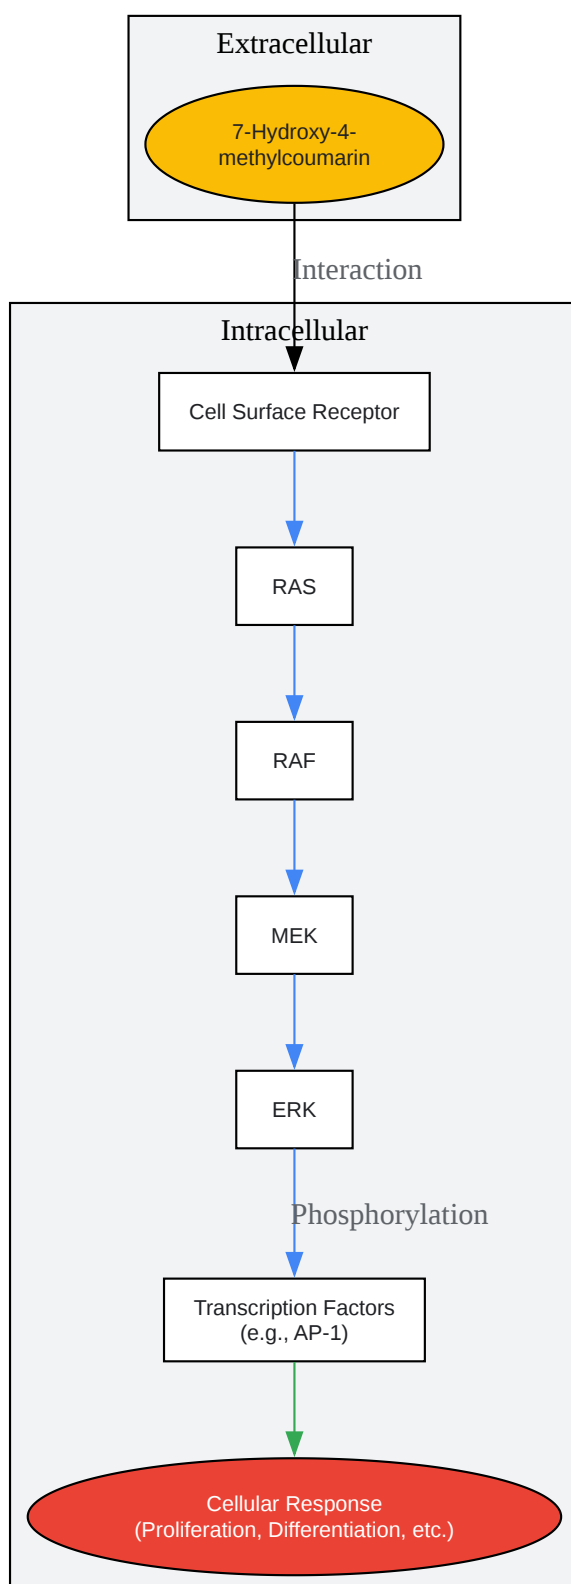 Extracellular
7-Hydroxy-4-
methylcoumarin
Interaction
Intracellular
Cell Surface Receptor
RAS
RAF
MEK
ERK
Phosphorylation
Transcription Factors
(e.g., AP-1)
Cellular Response
(Proliferation, Differentiation, etc.)